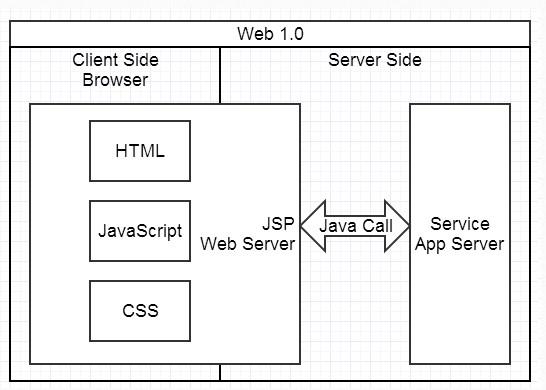 Web 1.0
Client Side
Browser
Server Side
HTML
JavaScript
CSS
JSP
Web Server
Java Call
Service
App Server